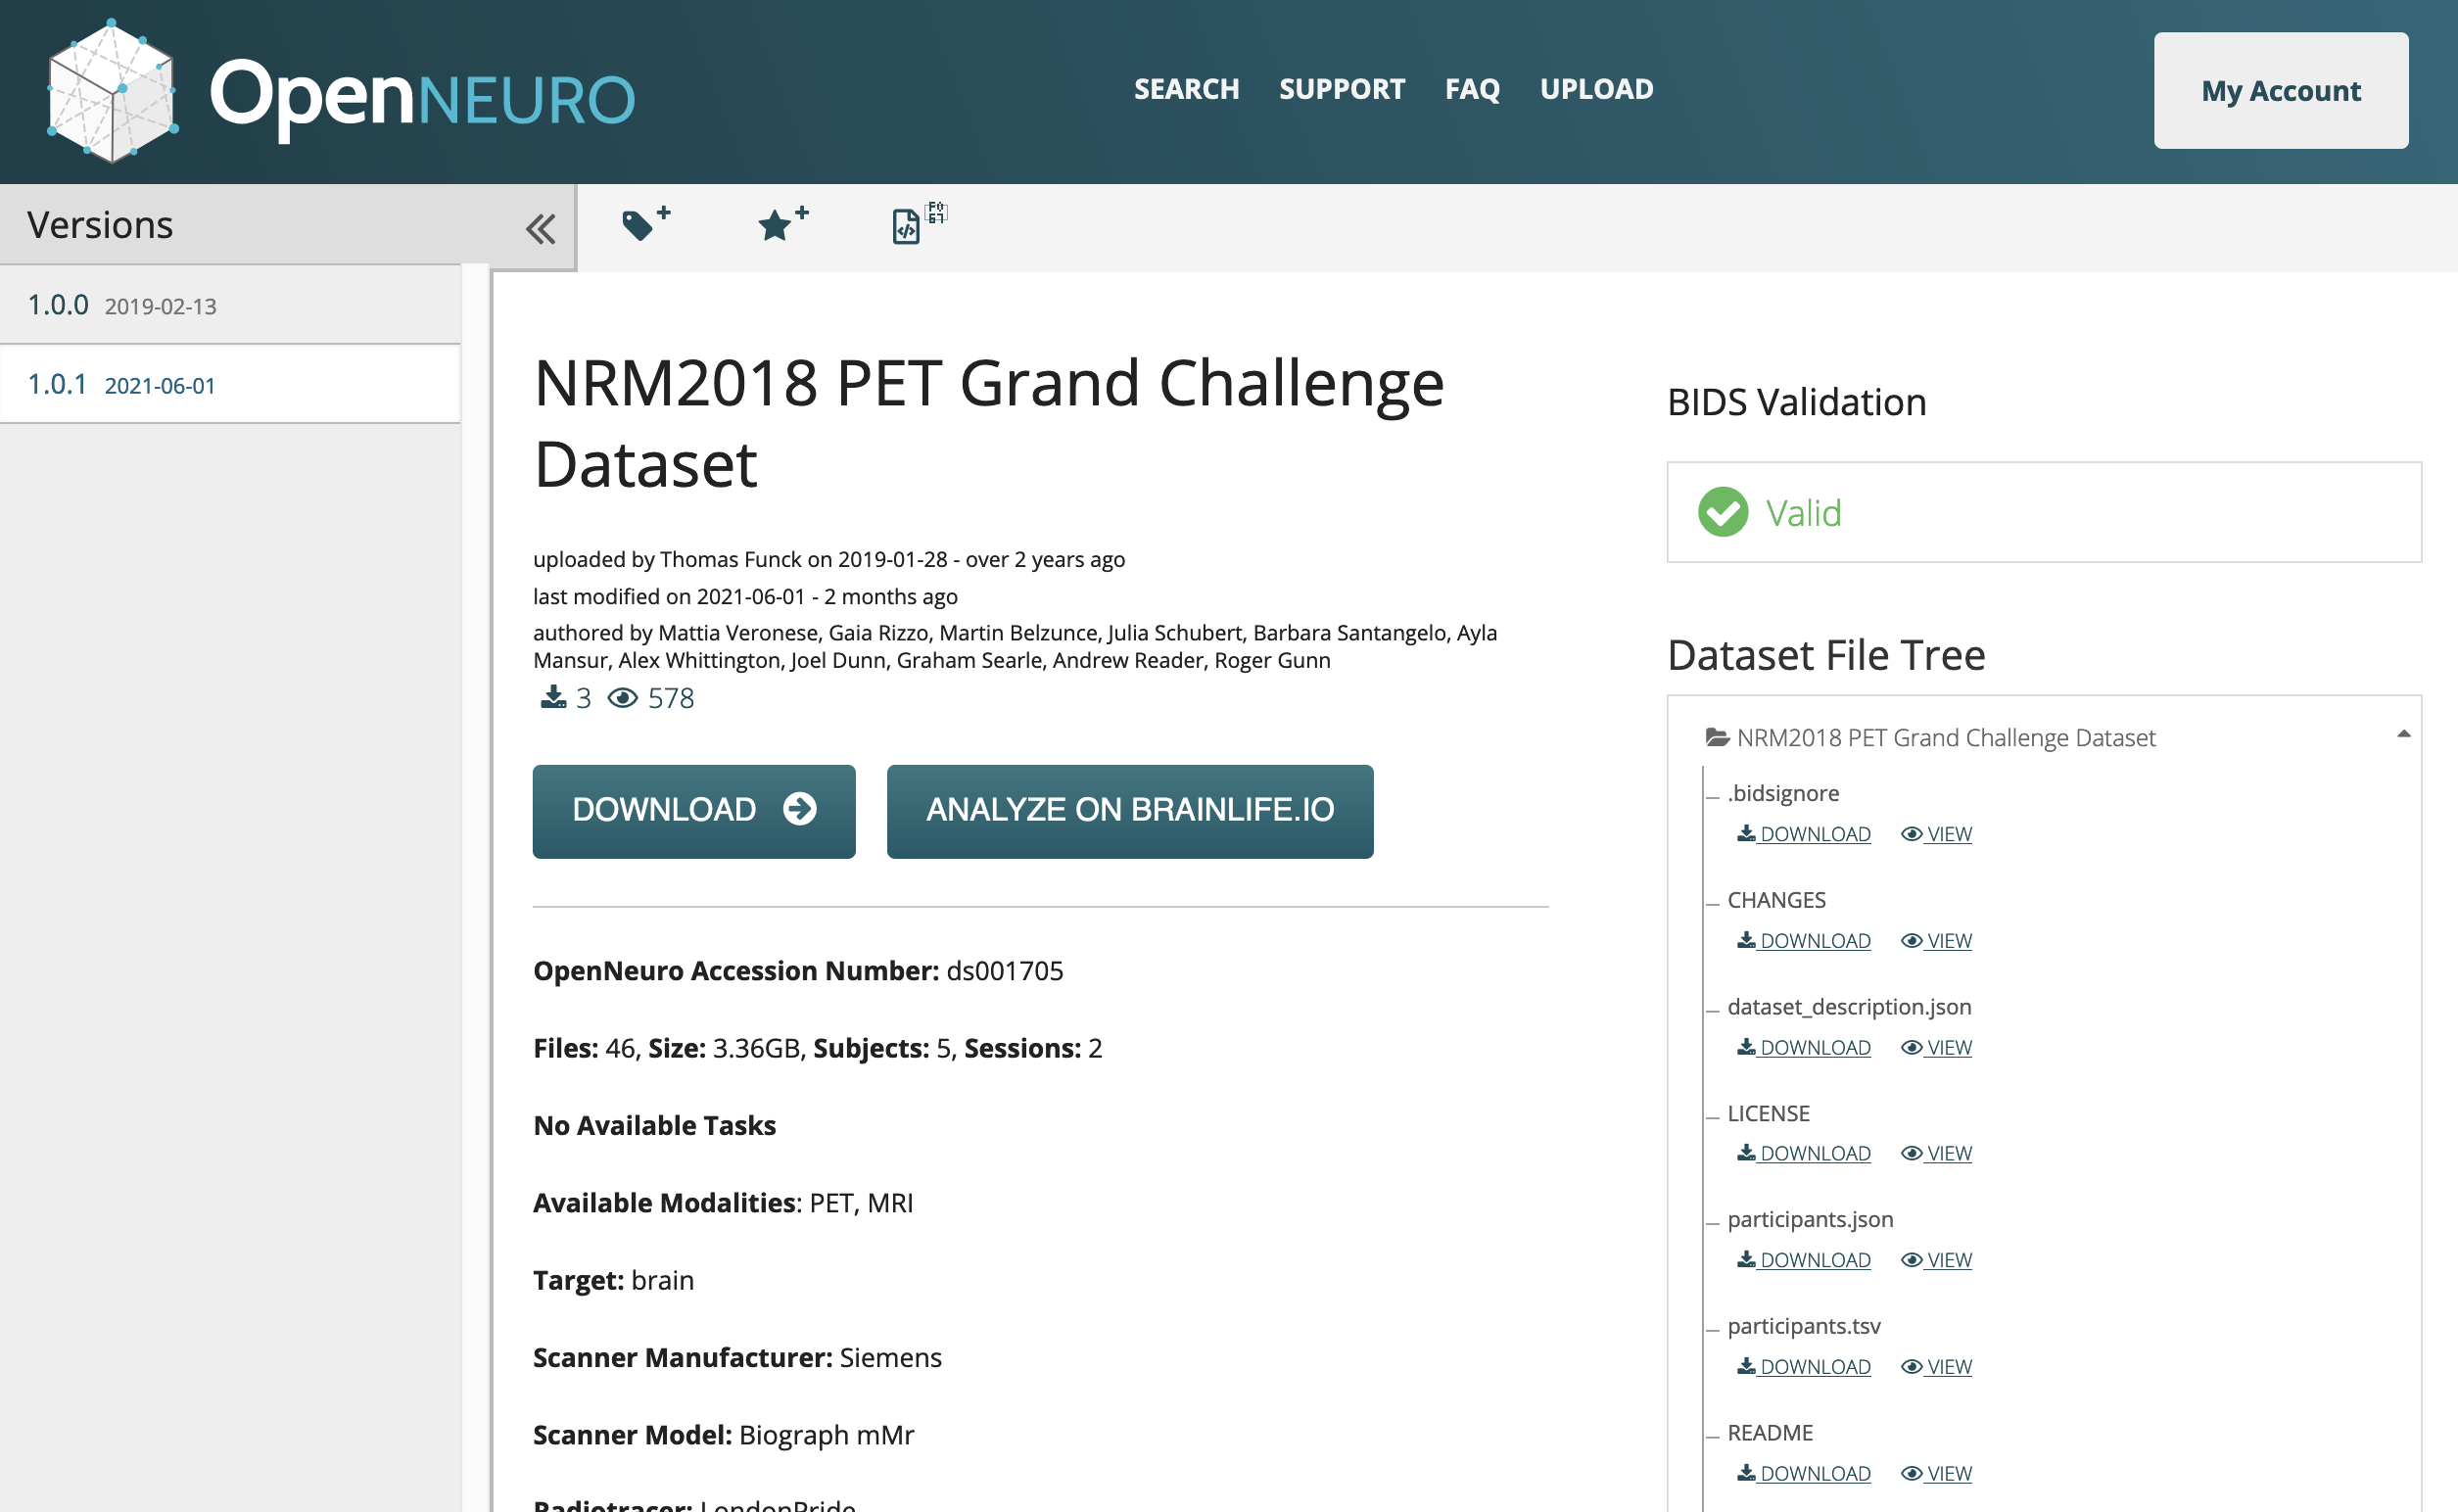 OpenNEURO
SEARCH SUPPORT FAQ UPLOAD
My Account
Versions
1.0.0 2019-02-13
1.0.1 2021-06-01
NRM2018 PET Grand Challenge
Dataset
uploaded by Thomas Funck on 2019-01-28 - over 2 years ago
last modified on 2021-06-01 - 2 months ago
authored by Mattia Veronese, Gaia Rizzo, Martin Belzunce, Julia Schubert, Barbara Santangelo, Ayla
Mansur, Alex Whittington, Joel Dunn, Graham Searle, Andrew Reader, Roger Gunn
3 578
DOWNLOAD
ANALYZE ON BRAINLIFE.IO
OpenNeuro Accession Number: ds001705
Files: 46, Size: 3.36GB, Subjects: 5, Sessions: 2
No Available Tasks
Available Modalities: PET, MRI
Target: brain
Scanner Manufacturer: Siemens
Scanner Model: Biograph mMr
Radiotracer: LondonPride
BIDS Validation
Valid
Dataset File Tree
NRM2018 PET Grand Challenge Dataset
.bidsignore
DOWNLOAD VIEW
CHANGES
DOWNLOAD VIEW
dataset_description.json
DOWNLOAD VIEW
LICENSE
DOWNLOAD VIEW
participants.json
DOWNLOAD VIEW
participants.tsv
DOWNLOAD VIEW
README
DOWNLOAD VIEW